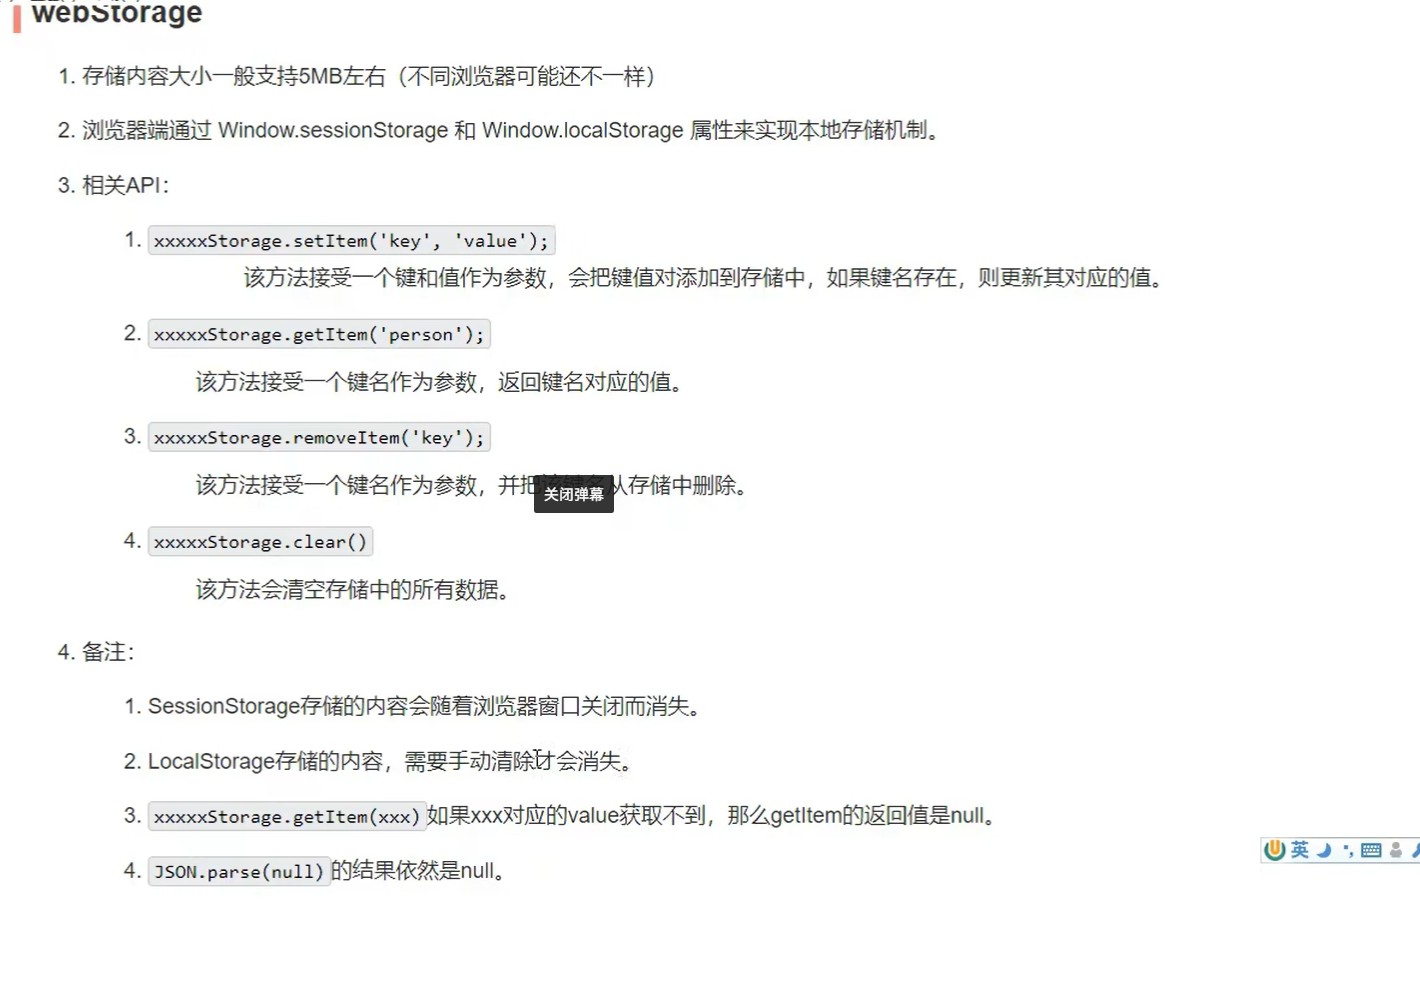 webStorage
1. 存储内容大小一般支持5MB左右（不同浏览器可能还不一样）
2. 浏览器端通过 Window.sessionStorage 和 Window.localStorage 属性来实现本地存储机制。
3. 相关API：
1. xxxxxStorage.setItem('key', 'value');
该方法接受一个键和值作为参数，会把键值对添加到存储中，如果键名存在，则更新其对应的值。
2. xxxxxStorage.getItem('person');
该方法接受一个键名作为参数，返回键名对应的值。
3. xxxxxStorage.removeItem('key');
该方法接受一个键名作为参数，并把该键名从存储中删除。
关闭弹幕
4. xxxxxStorage.clear()
该方法会清空存储中的所有数据。
4. 备注：
1. SessionStorage存储的内容会随着浏览器窗口关闭而消失。
2. LocalStorage存储的内容，需要手动清除才会消失。
3. xxxxxStorage.getItem(xxx)如果xxx对应的value获取不到，那么getItem的返回值是null。
英
4. JSON.parse(null)的结果依然是null。